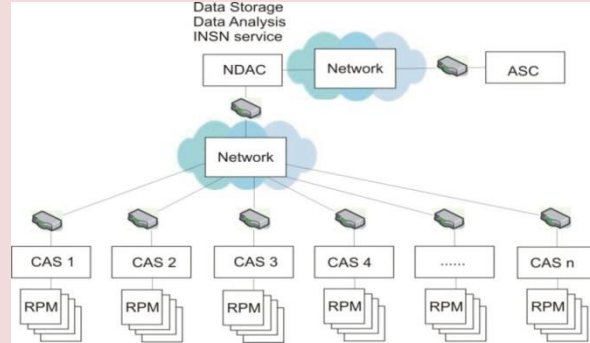 Data Storage
Data Analysis
INSN service
NDAC
Network
ASC
Network
CAS 1
CAS 2
CAS 3
CAS 4
......
CAS n
RPM
RPM
RPM
RPM
RPM
RPM